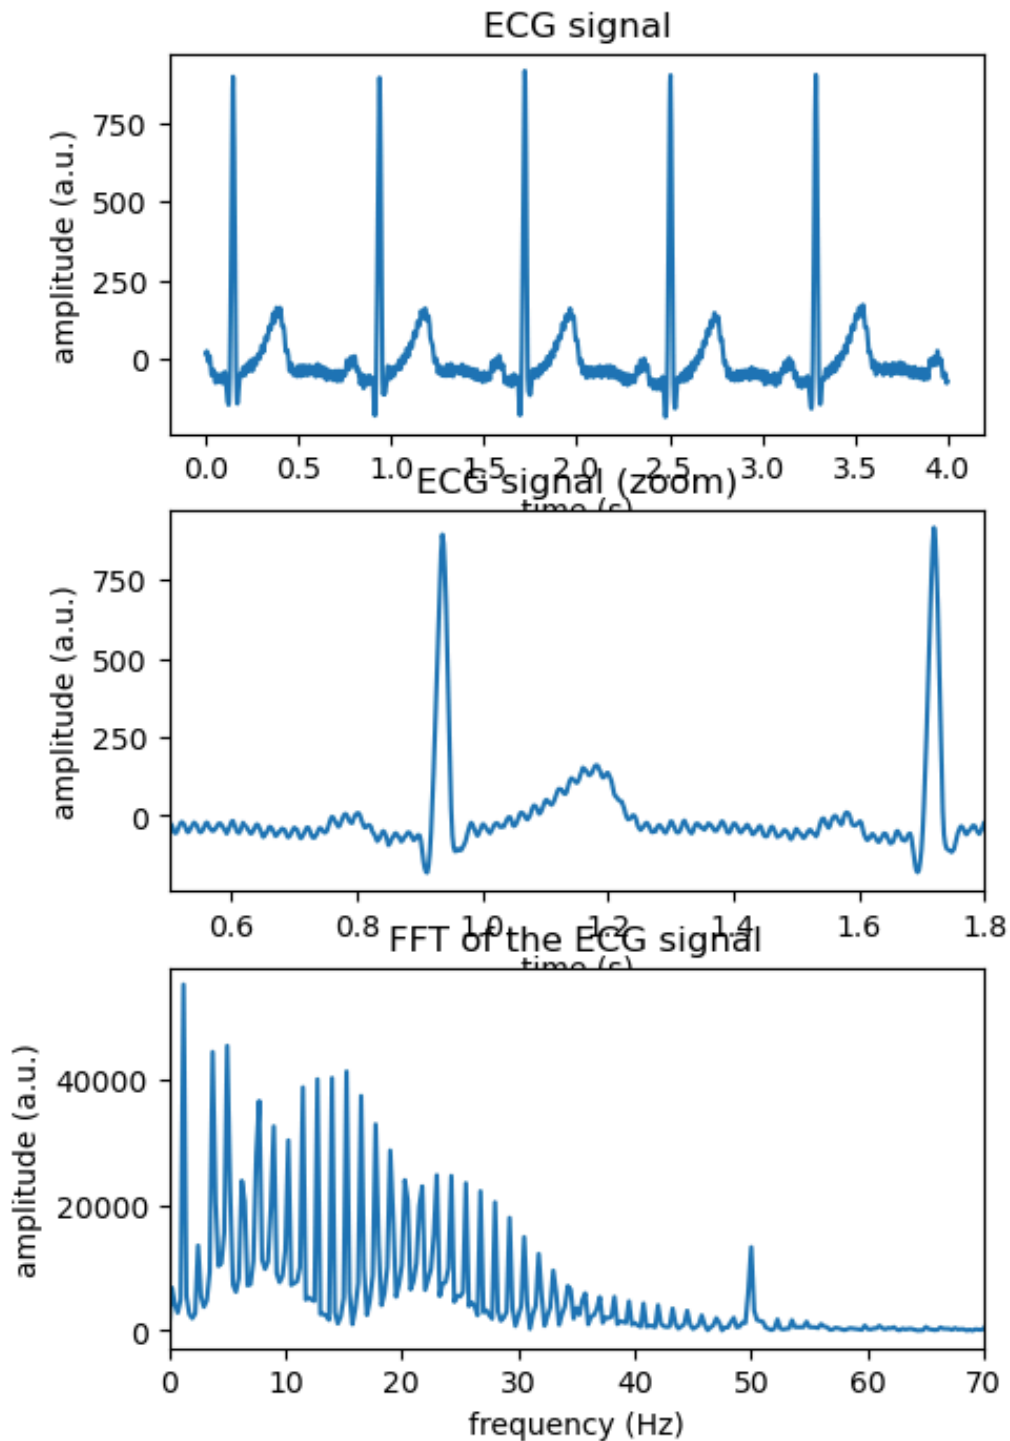 ECG signal
amplitude (a.u.)
750
500
250
0
0.0 0.5 1.0 1.5 2.0 2.5 3.0 3.5 4.0
time (s)
ECG signal (zoom)
amplitude (a.u.)
750
500
250
0
0.6 0.8 1.0 1.2 1.4 1.6 1.8
time (s)
FFT of the ECG signal
amplitude (a.u.)
40000
20000
0
0 10 20 30 40 50 60 70
frequency (Hz)